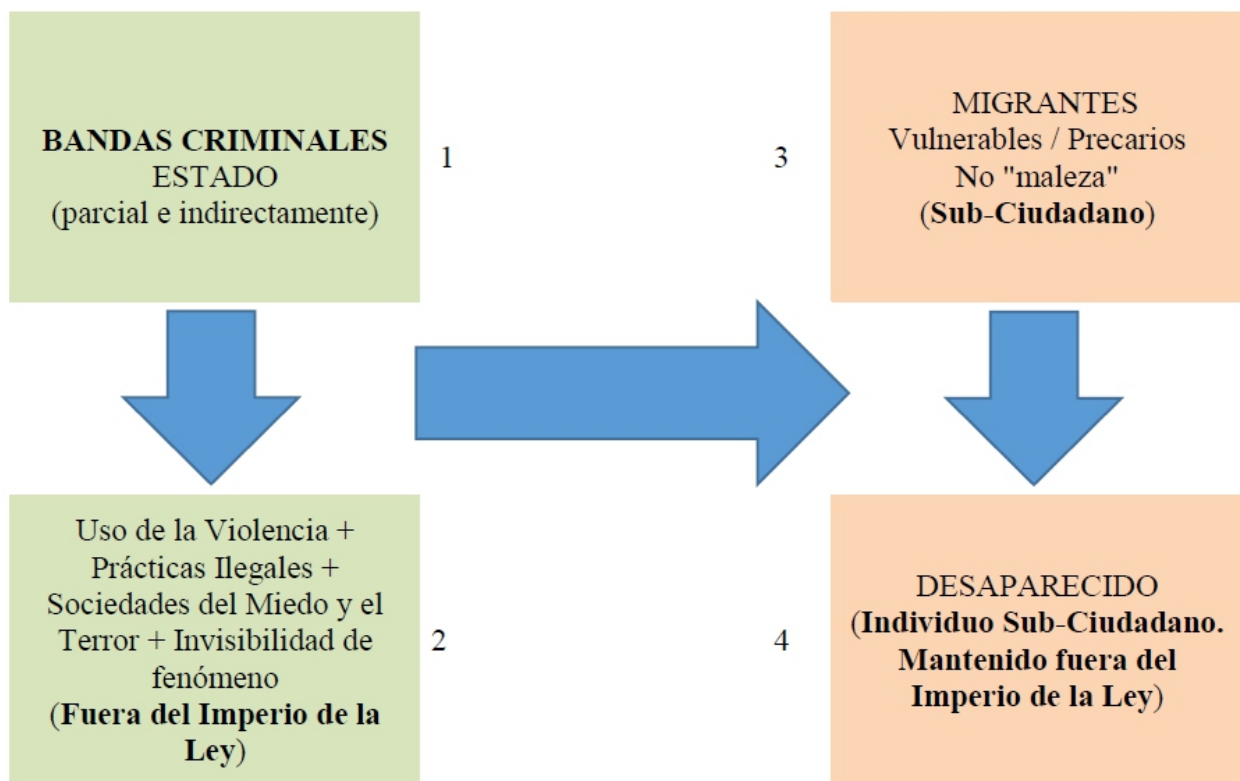 BANDAS CRIMINALES
ESTADO
(parcial e indirectamente)
1
Uso de la Violencia +
Prácticas Ilegales +
Sociedades del Miedo y el
Terror + Invisibilidad de
fenómeno
(Fuera del Imperio de la
Ley)
2
3
MIGRANTES
Vulnerables / Precarios
No "maleza"
(Sub-Ciudadano)
4
DESAPARECIDO
(Individuo Sub-Ciudadano.
Mantenido fuera del
Imperio de la Ley)